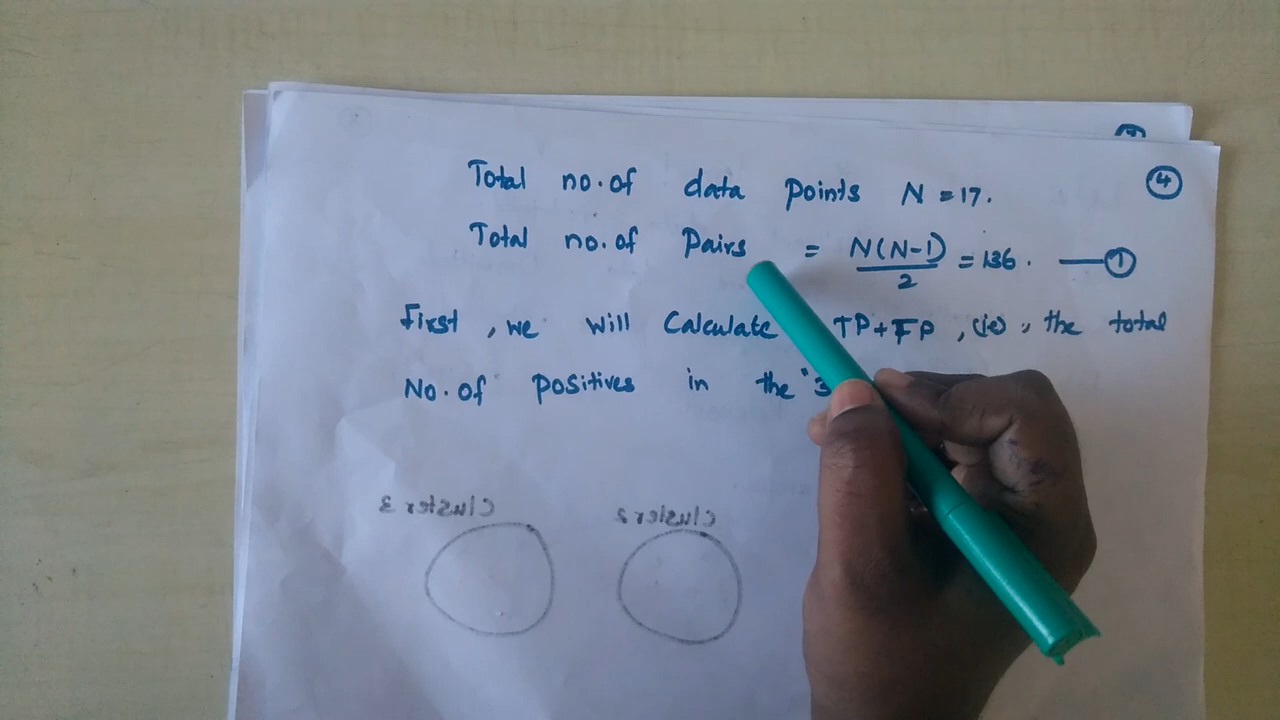 ④
Total no. of data points N = 17.
Total no. of Pairs = N(N-1)/2 = 136. —①
First, we will Calculate TP+FP, (ie), the total
No. of positives in the "3
Cluster 3 Cluster 2